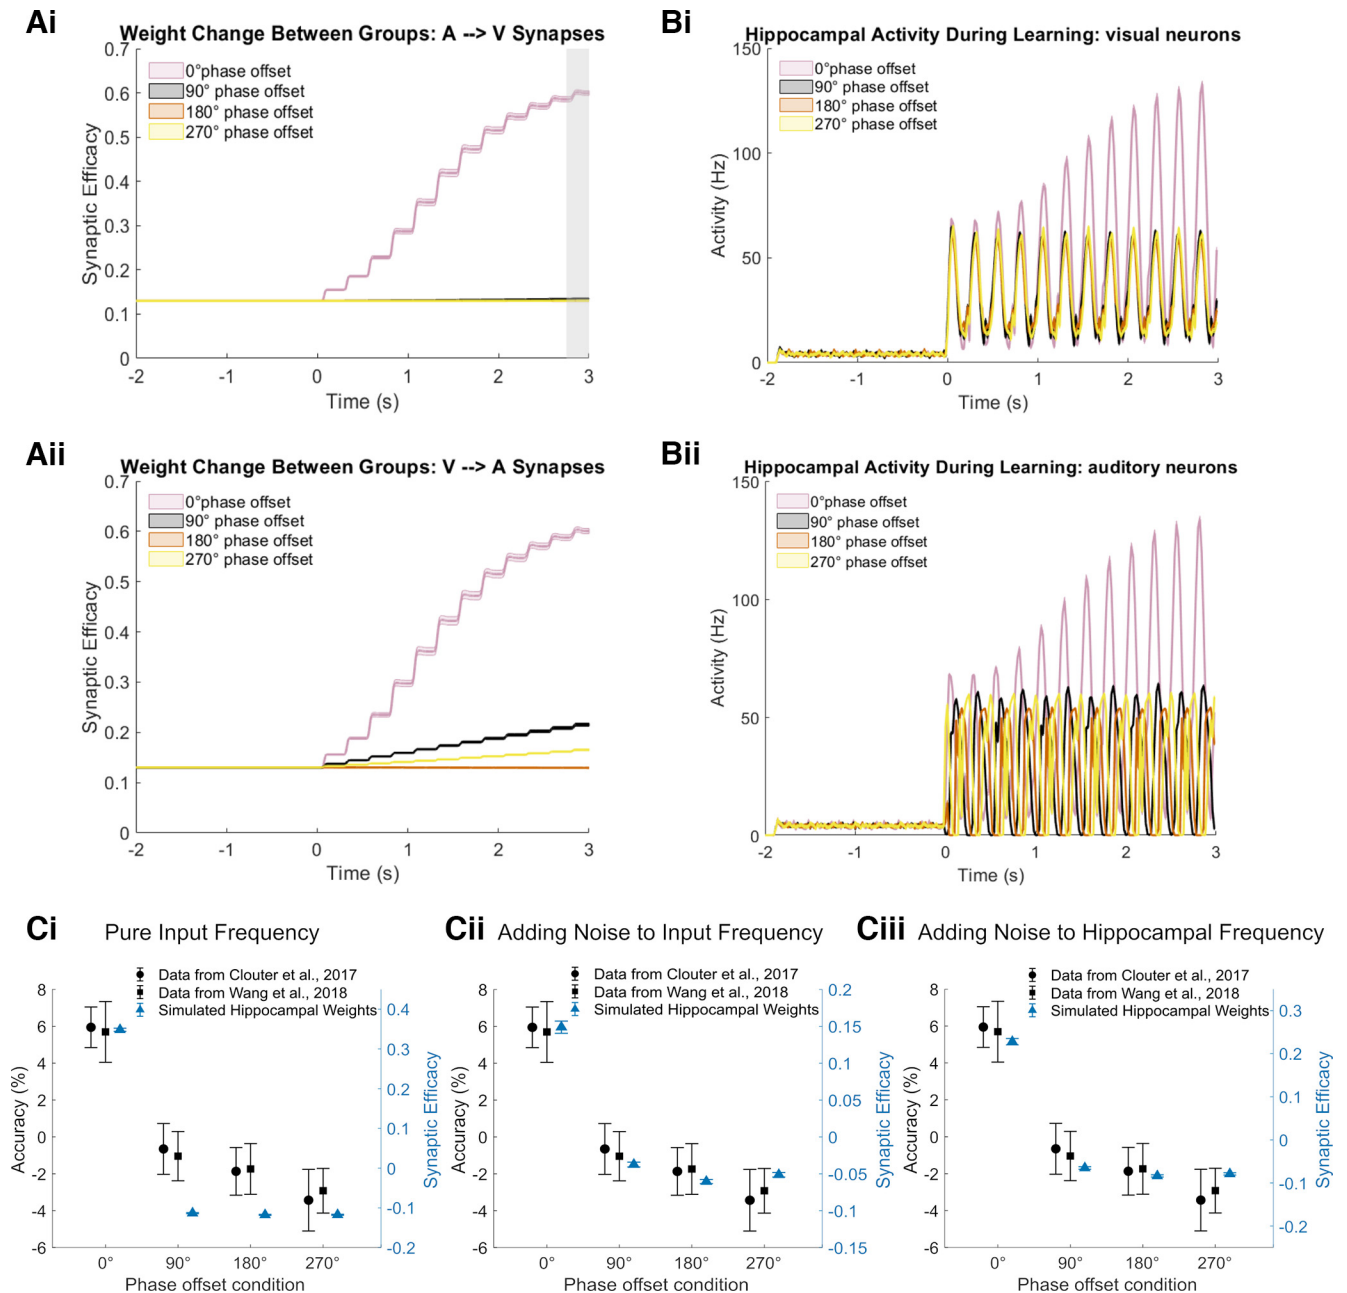 Ai
Weight Change Between Groups: A --> V Synapses
0.7
0.6
0.5
0.4
0.3
0.2
0.1
0
Synaptic Efficacy
0°phase offset
90° phase offset
180° phase offset
270° phase offset
-2 -1 0 1 2 3
Time (s)
Bi
Hippocampal Activity During Learning: visual neurons
150
100
50
0
Activity (Hz)
0°phase offset
90° phase offset
180° phase offset
270° phase offset
-2 -1 0 1 2 3
Time (s)
Aii
Weight Change Between Groups: V --> A Synapses
0.7
0.6
0.5
0.4
0.3
0.2
0.1
0
Synaptic Efficacy
0°phase offset
90° phase offset
180° phase offset
270° phase offset
-2 -1 0 1 2 3
Time (s)
Bii
Hippocampal Activity During Learning: auditory neurons
150
100
50
0
Activity (Hz)
0°phase offset
90° phase offset
180° phase offset
270° phase offset
-2 -1 0 1 2 3
Time (s)
Ci
Pure Input Frequency
Data from Clouter et al., 2017
Data from Wang et al., 2018
Simulated Hippocampal Weights
8
6
4
2
0
-2
-4
-6
Accuracy (%)
0.4
0.3
0.2
0.1
0
-0.1
-0.2
Synaptic Efficacy
0° 90° 180° 270°
Phase offset condition
Cii
Adding Noise to Input Frequency
Data from Clouter et al., 2017
Data from Wang et al., 2018
Simulated Hippocampal Weights
8
6
4
2
0
-2
-4
-6
Accuracy (%)
0.2
0.15
0.1
0.05
0
-0.05
-0.1
-0.15
Synaptic Efficacy
0° 90° 180° 270°
Phase offset condition
Ciii
Adding Noise to Hippocampal Frequency
Data from Clouter et al., 2017
Data from Wang et al., 2018
Simulated Hippocampal Weights
8
6
4
2
0
-2
-4
-6
Accuracy (%)
0.3
0.2
0.1
0
-0.1
-0.2
Synaptic Efficacy
0° 90° 180° 270°
Phase offset condition